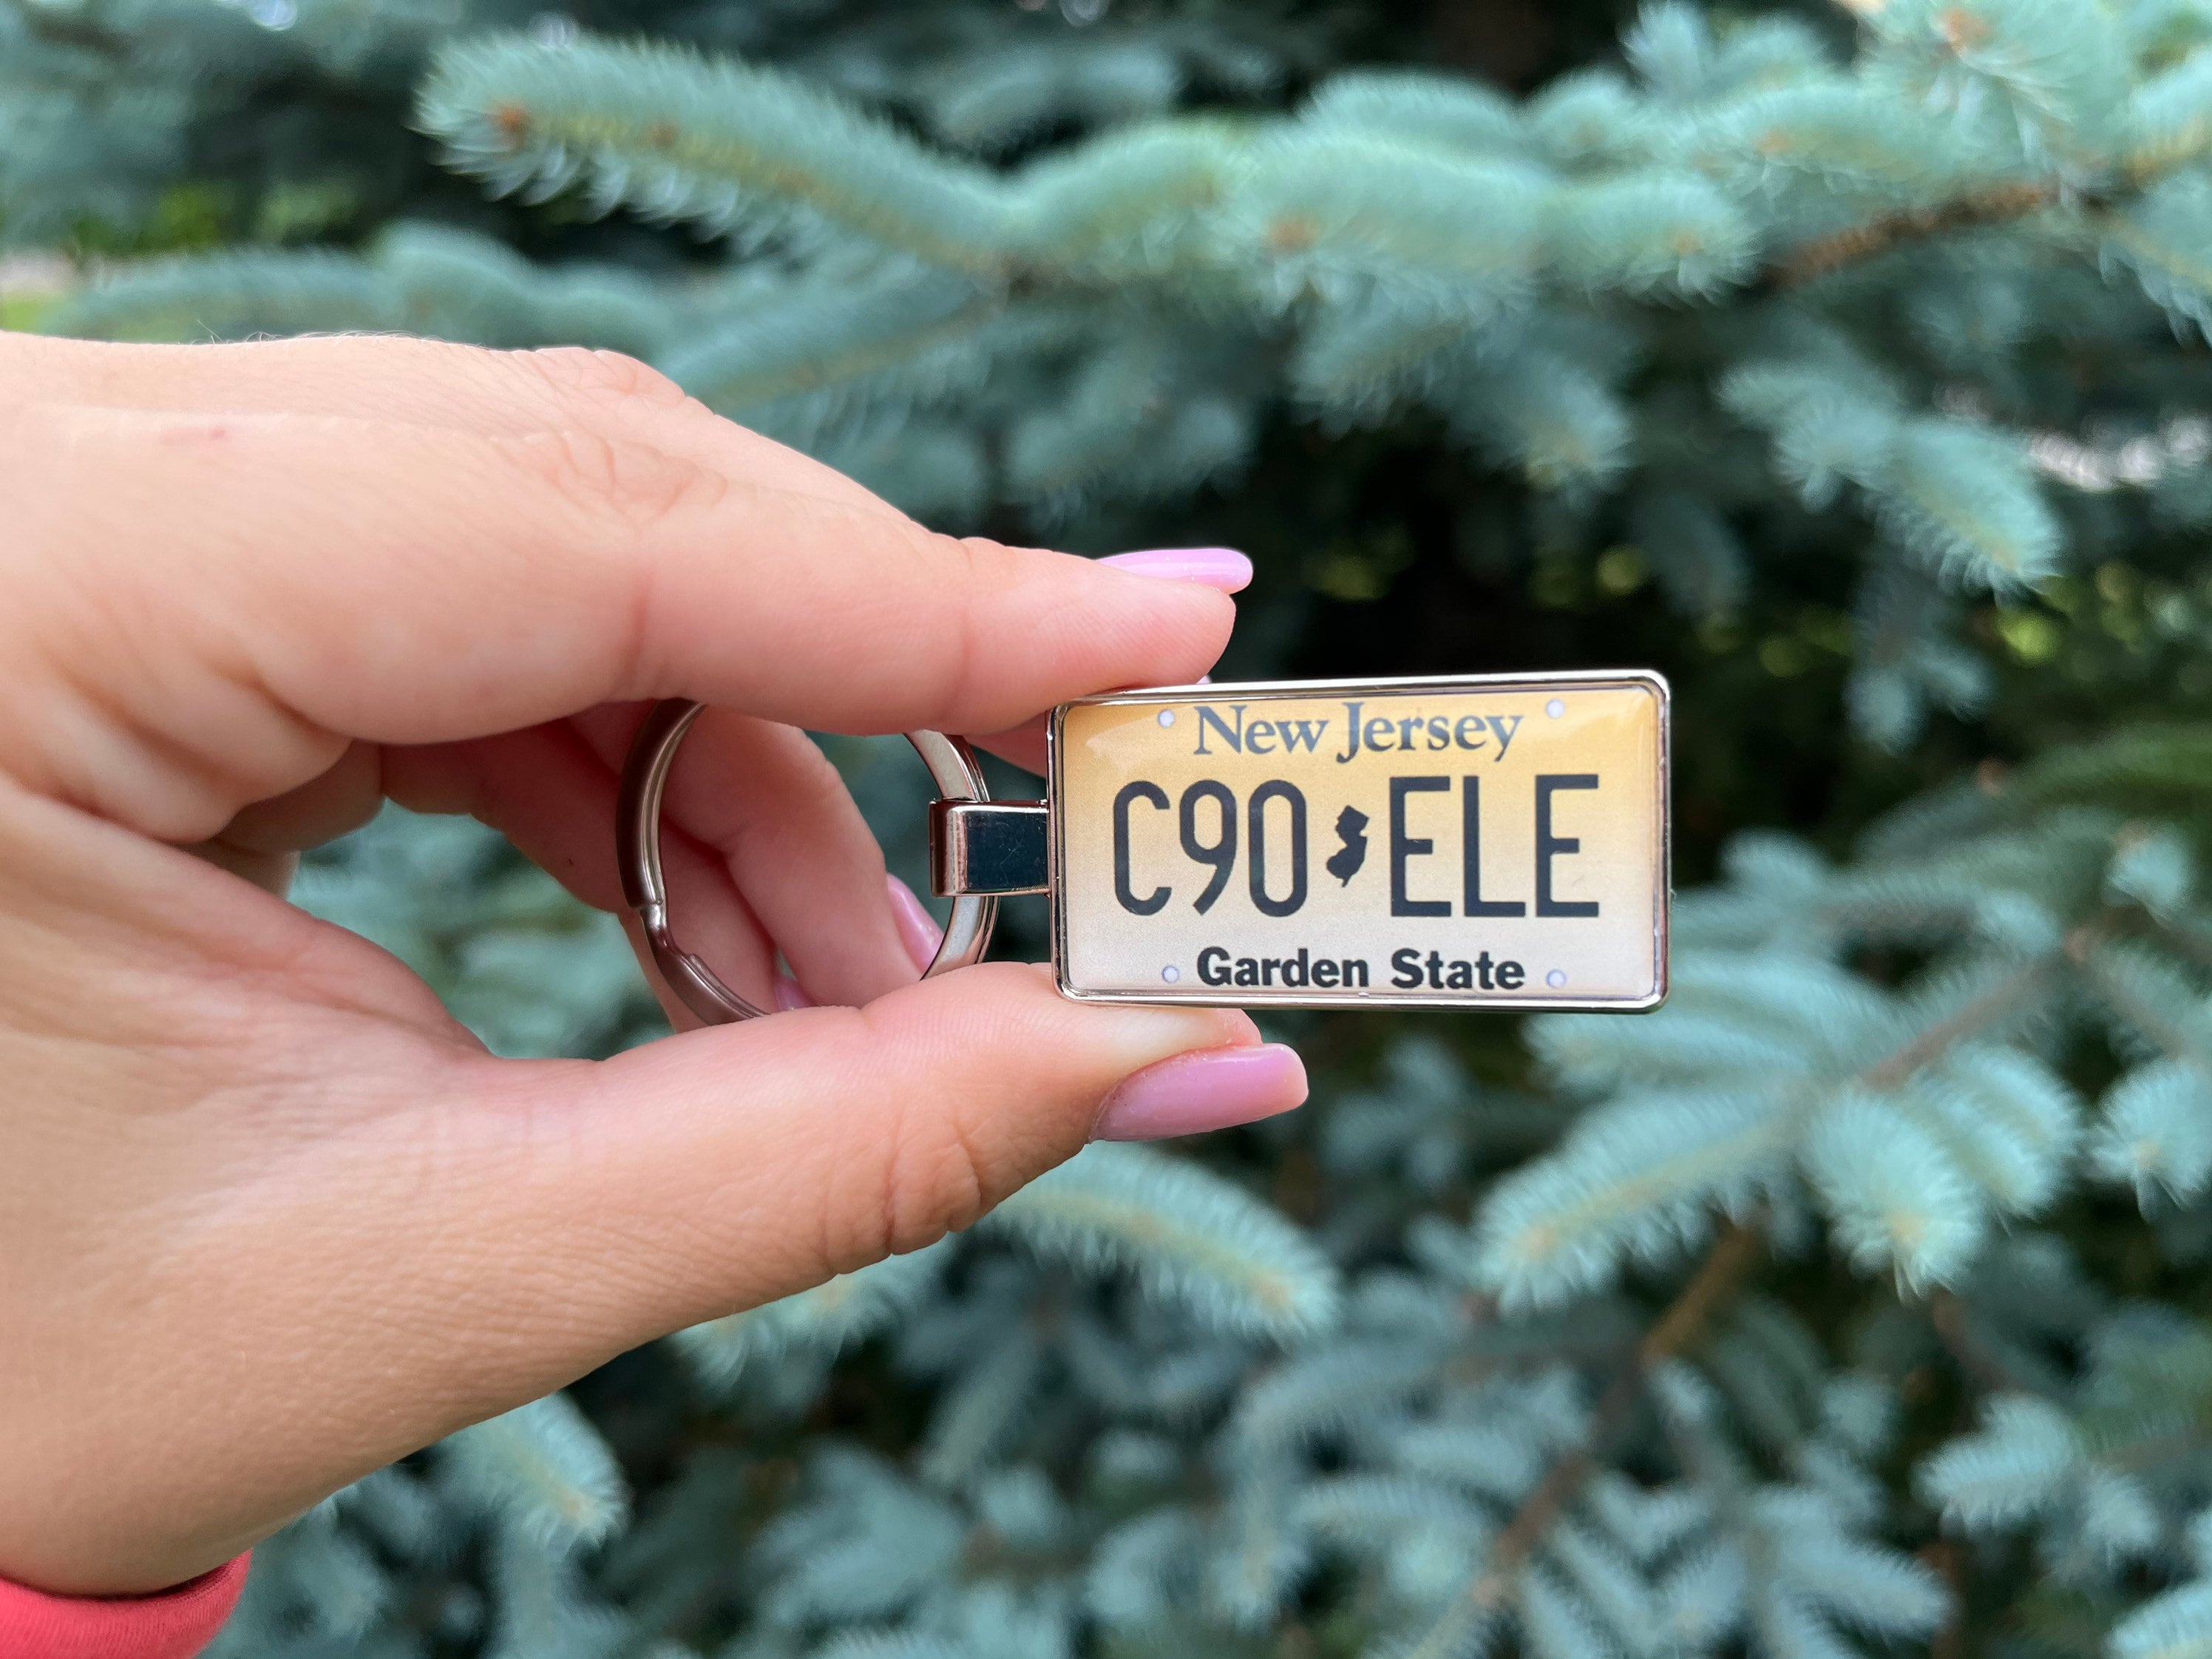 New Jersey
C90 ELE
Garden State